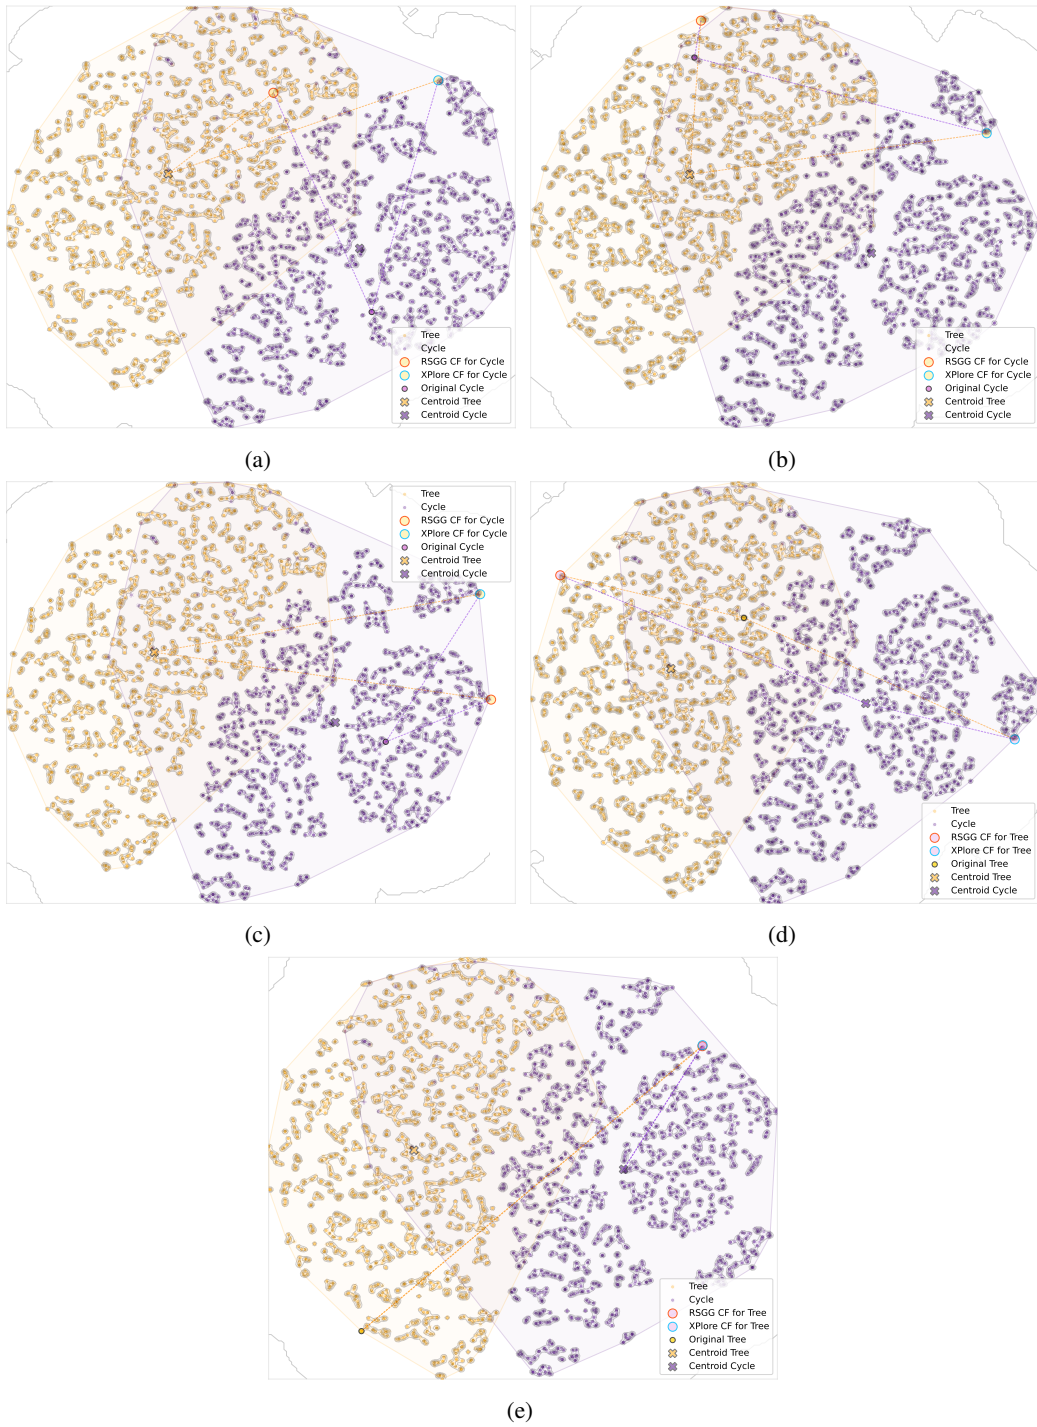 Tree
Cycle
RSGG CF for Cycle
XPlore CF for Cycle
Original Cycle
Centroid Tree
Centroid Cycle
(a)
Tree
Cycle
RSGG CF for Cycle
XPlore CF for Cycle
Original Cycle
Centroid Tree
Centroid Cycle
(b)
Tree
Cycle
RSGG CF for Cycle
XPlore CF for Cycle
Original Cycle
Centroid Tree
Centroid Cycle
(c)
Tree
Cycle
RSGG CF for Tree
XPlore CF for Tree
Original Tree
Centroid Tree
Centroid Cycle
(d)
Tree
Cycle
RSGG CF for Tree
XPlore CF for Tree
Original Tree
Centroid Tree
Centroid Cycle
(e)